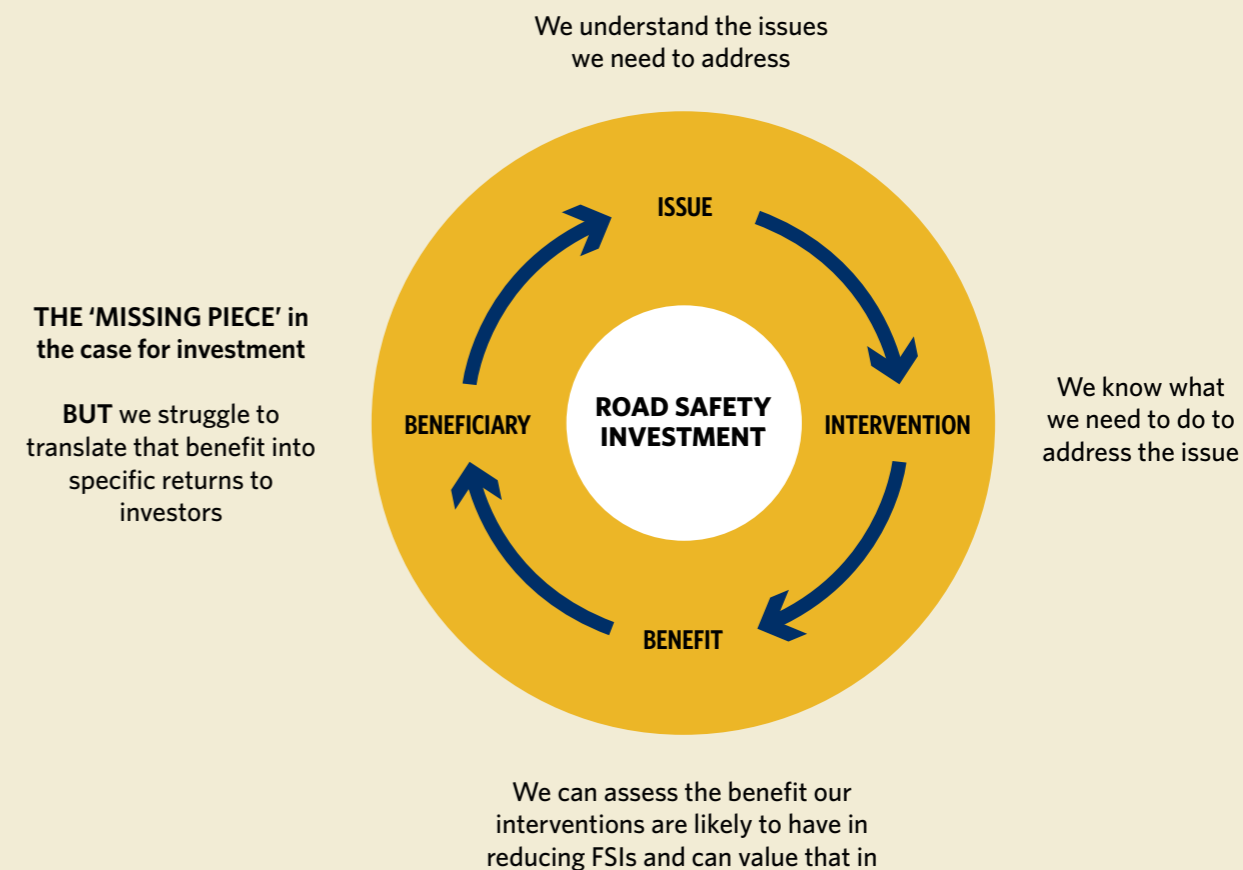 We understand the issues
we need to address
ISSUE
THE ‘MISSING PIECE’ in
the case for investment
BUT we struggle to
translate that benefit into
specific returns to
investors
BENEFICIARY
ROAD SAFETY
INVESTMENT
INTERVENTION
We know what
we need to do to
address the issue
BENEFIT
We can assess the benefit our
interventions are likely to have in
reducing FSIs and can value that in